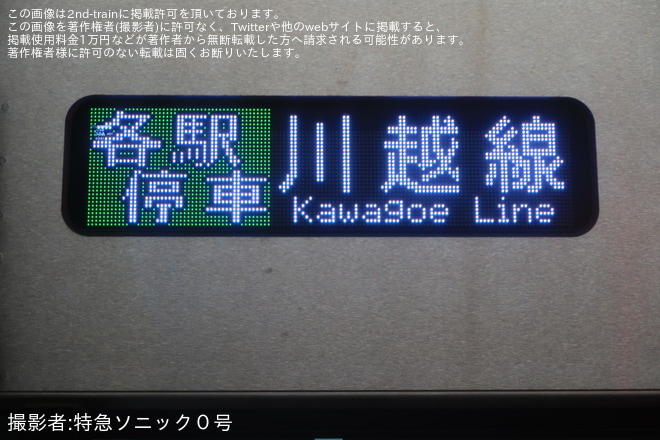 この画像は2nd-trainに掲載許可を頂いております。
この画像を著作権者(撮影者)に許可なく、Twitterや他のwebサイトに掲載すると、
掲載使用料金1万円などが著作者から無断転載した方へ請求される可能性があります。
著作権者様に許可のない転載は固くお断りいたします。
各駅
停車
川越線
Kawagoe Line
撮影者:特急ソニック０号